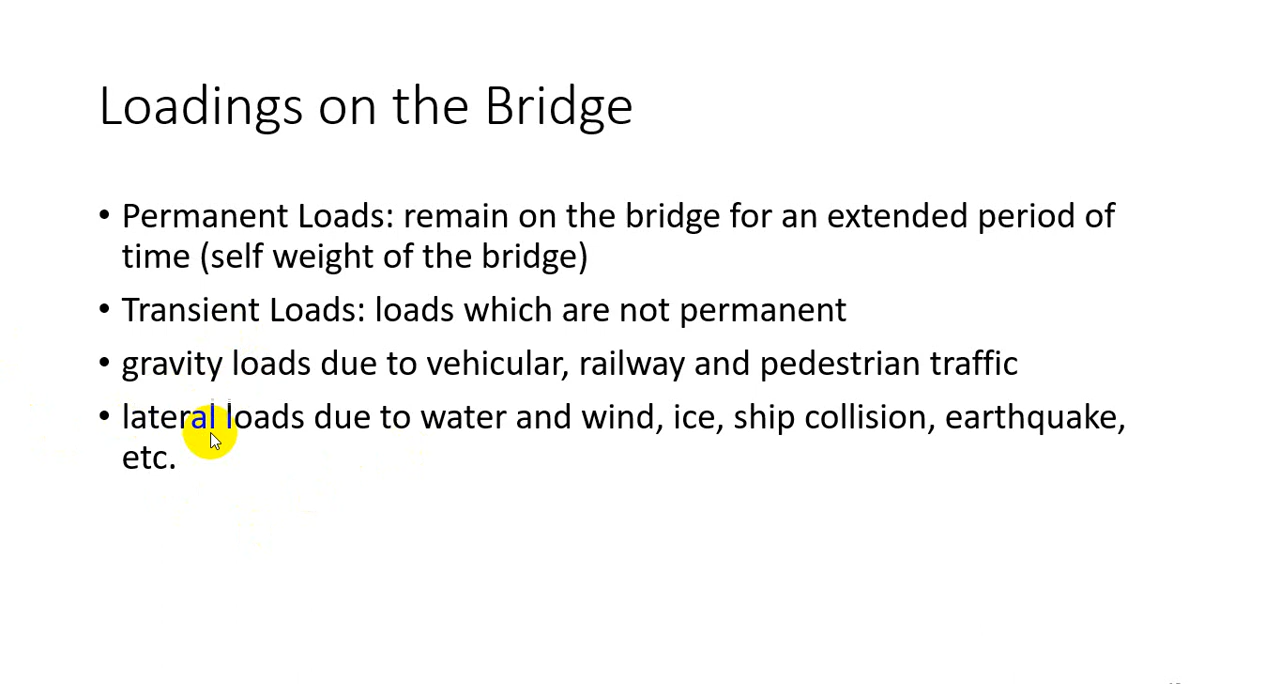 Loadings on the Bridge
• Permanent Loads: remain on the bridge for an extended period of
time (self weight of the bridge)
• Transient Loads: loads which are not permanent
• gravity loads due to vehicular, railway and pedestrian traffic
• lateral loads due to water and wind, ice, ship collision, earthquake,
etc.